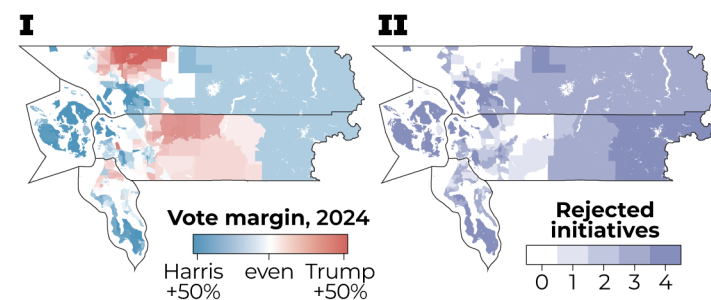 I
II
Vote margin, 2024
Harris
+50%
even
Trump
+50%
Rejected
initiatives
0 1 2 3 4